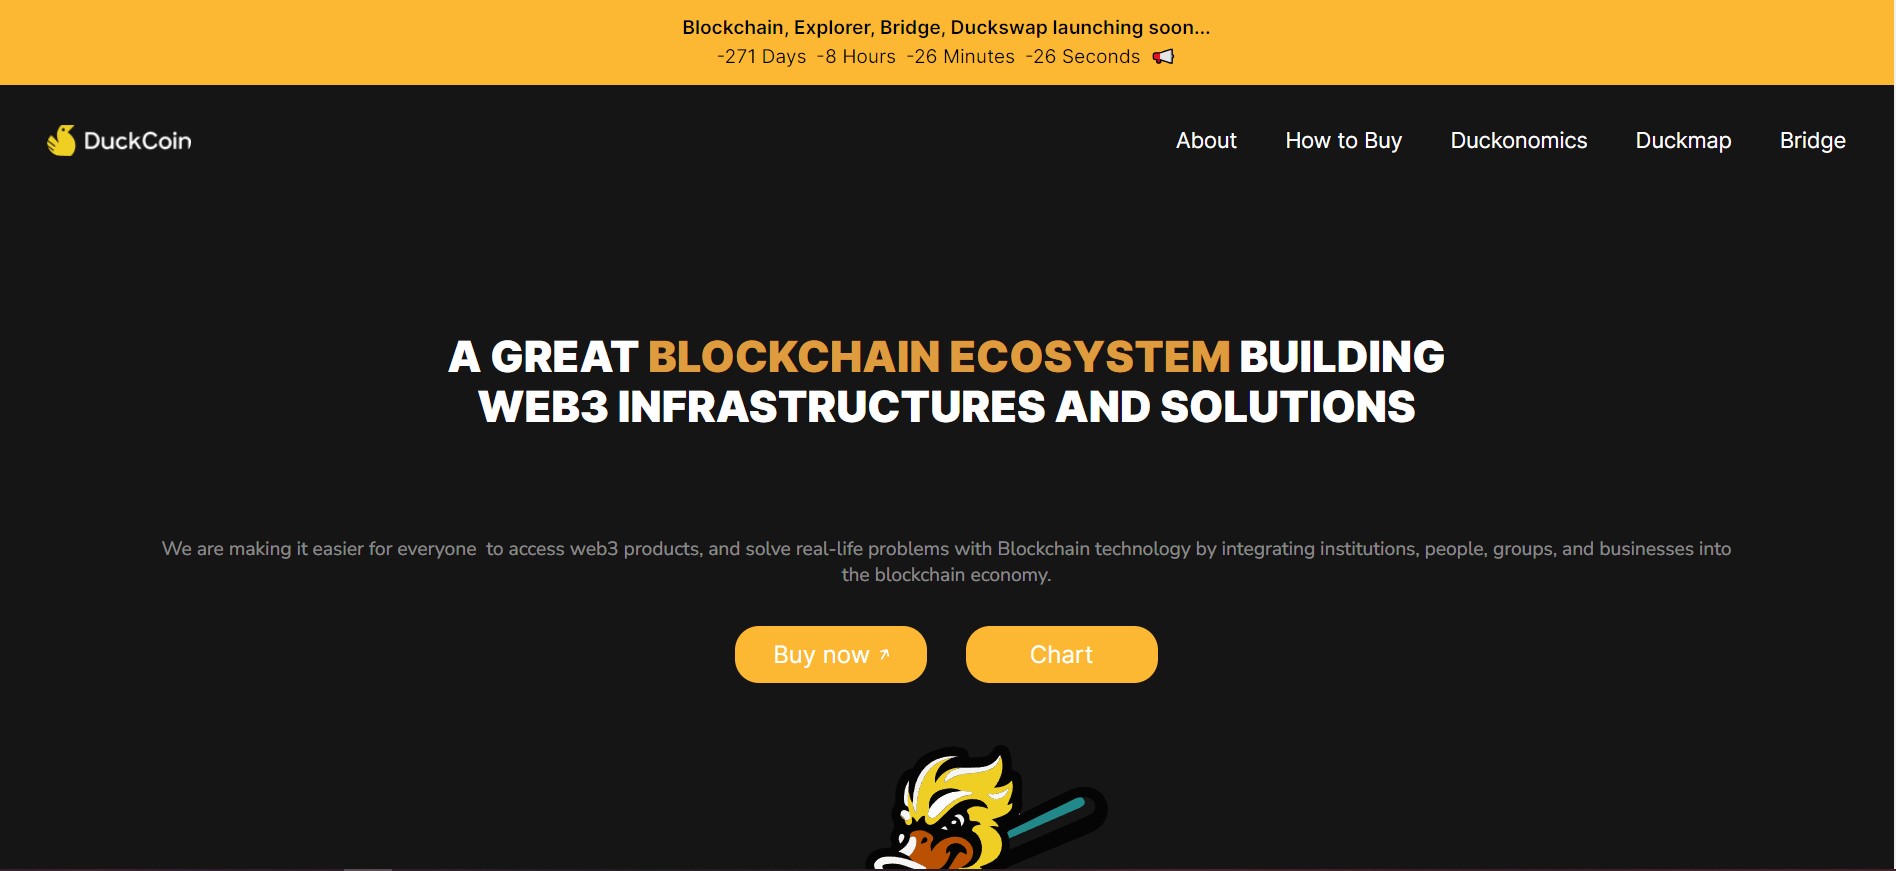 Blockchain, Explorer, Bridge, Duckswap launching soon...
-271 Days -8 Hours -26 Minutes -26 Seconds
DuckCoin
About How to Buy Duckonomics Duckmap Bridge
A GREAT BLOCKCHAIN ECOSYSTEM BUILDING
WEB3 INFRASTRUCTURES AND SOLUTIONS
We are making it easier for everyone to access web3 products, and solve real-life problems with Blockchain technology by integrating institutions, people, groups, and businesses into
the blockchain economy.
Buy now
Chart